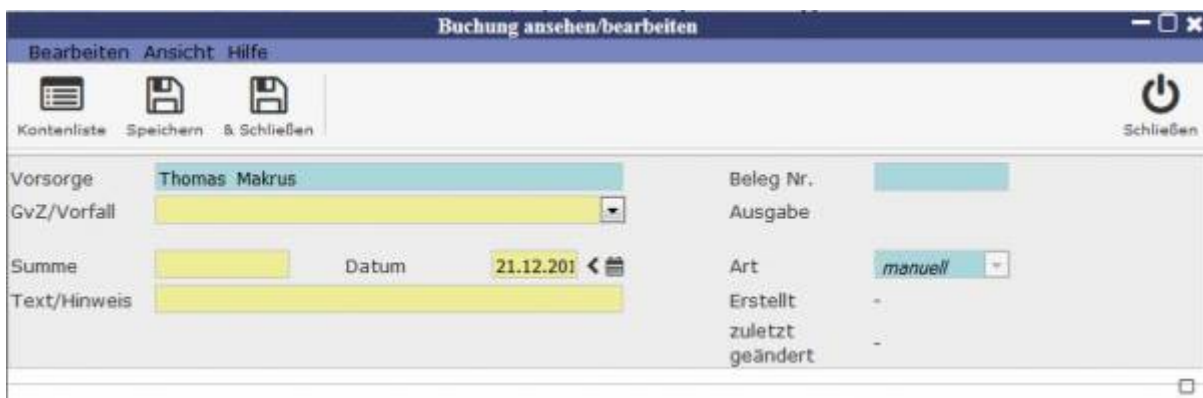 Buchung ansehen/bearbeiten
Bearbeiten Ansicht Hilfe
Kontenliste Speichern & Schließen Schließen
Vorsorge Thomas Makrus Beleg Nr.
GvZ/Vorfall Ausgabe
Summe Datum 21.12.201 Art manuell
Text/Hinweis Erstellt -
zuletzt
geändert -